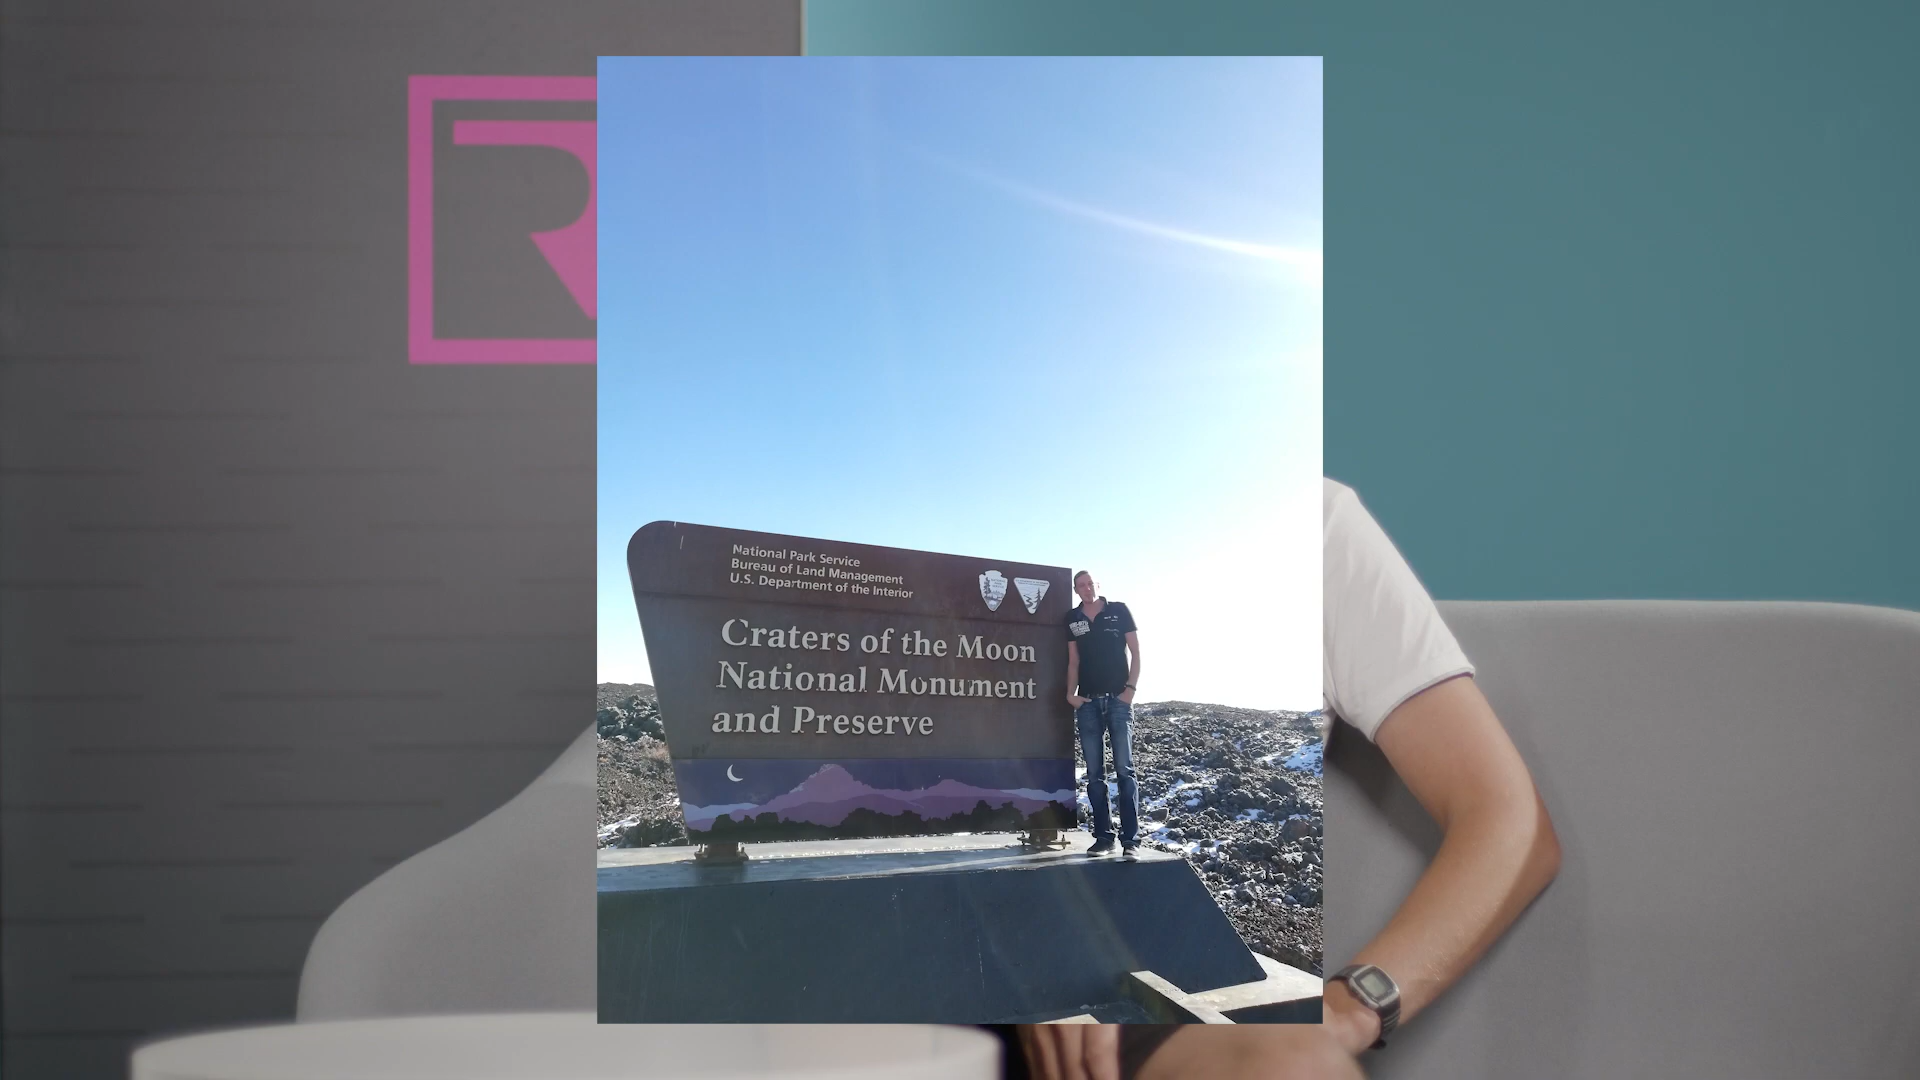 National Park Service
Bureau of Land Management
U.S. Department of the Interior
Craters of the Moon
National Monument
and Preserve